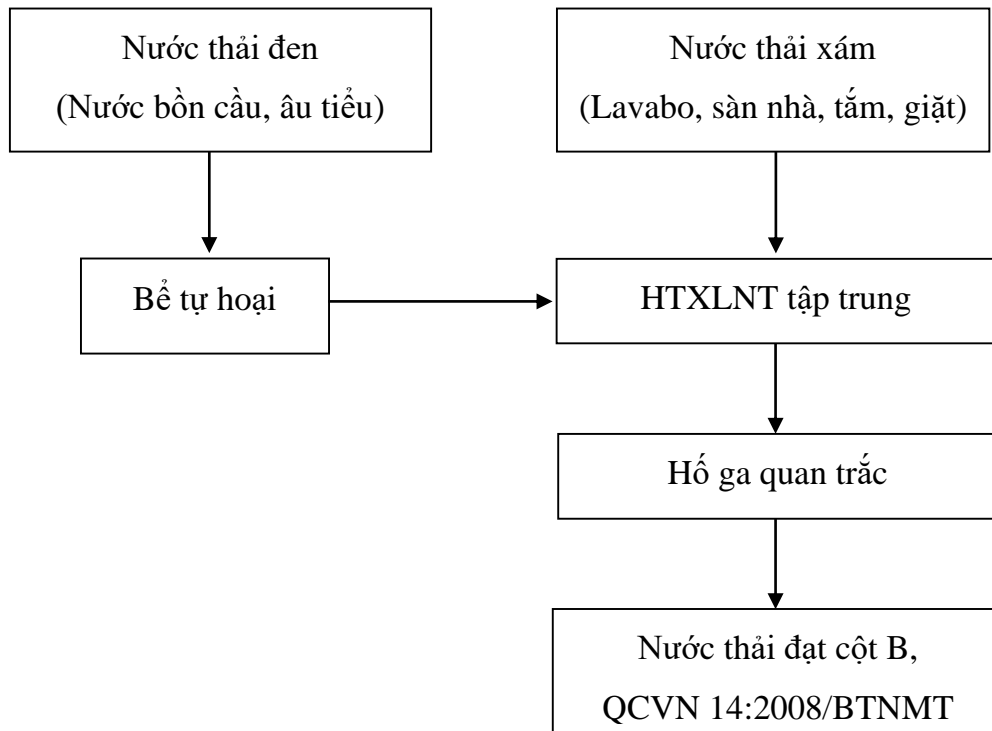 Nước thải đen
(Nước bồn cầu, âu tiểu)
Nước thải xám
(Lavabo, sàn nhà, tắm, giặt)
Bể tự hoại
HTXLNT tập trung
Hố ga quan trắc
Nước thải đạt cột B,
QCVN 14:2008/BTNMT